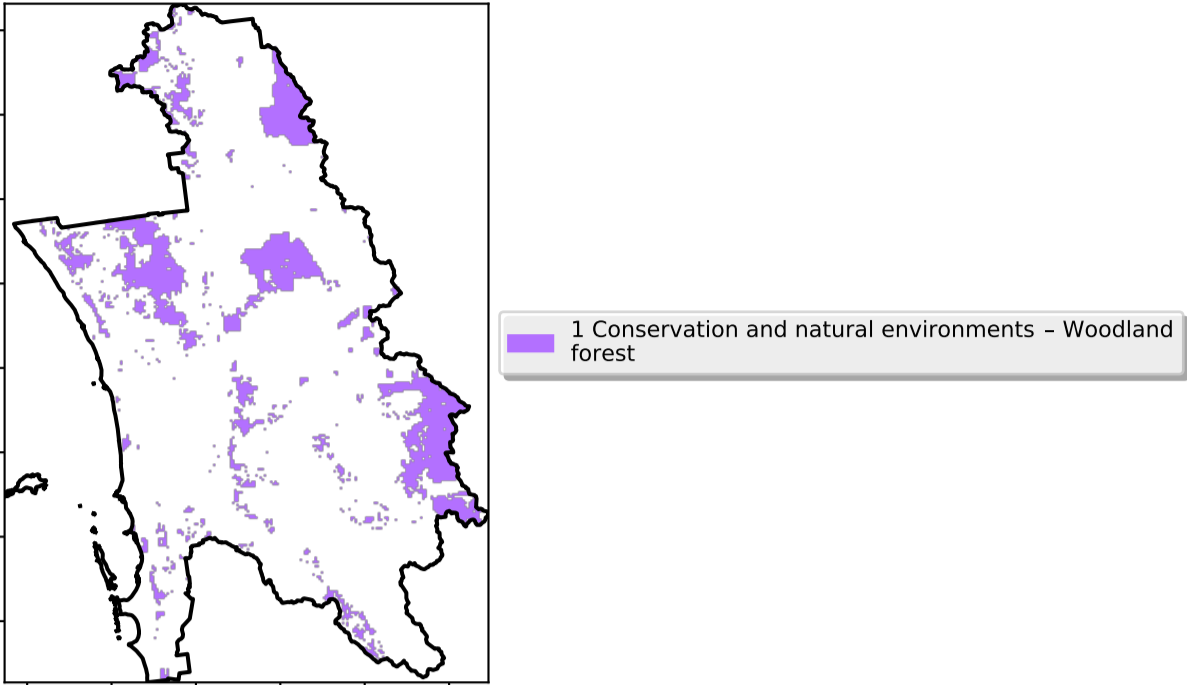 1 Conservation and natural environments – Woodland
forest